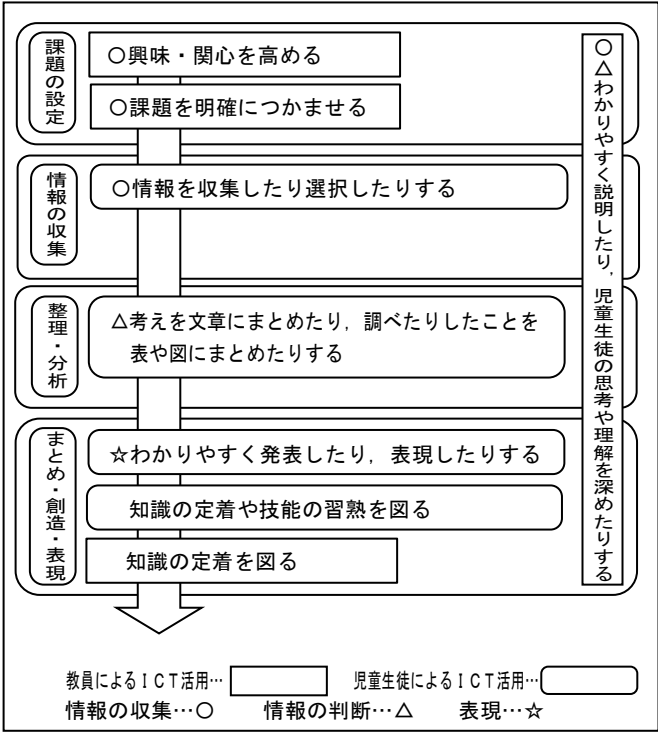 課題の設定
○興味・関心を高める
○課題を明確につかませる
情報の収集
○情報を収集したり選択したりする
整理・分析
△考えを文章にまとめたり，調べたりしたことを
表や図にまとめたりする
まとめ・創造・表現
☆わかりやすく発表したり，表現したりする
知識の定着や技能の習熟を図る
知識の定着を図る
○△わかりやすく説明したり，児童生徒の思考や理解を深めたりする
教員によるＩＣＴ活用…
児童生徒によるＩＣＴ活用…
情報の収集…○ 情報の判断…△ 表現…☆